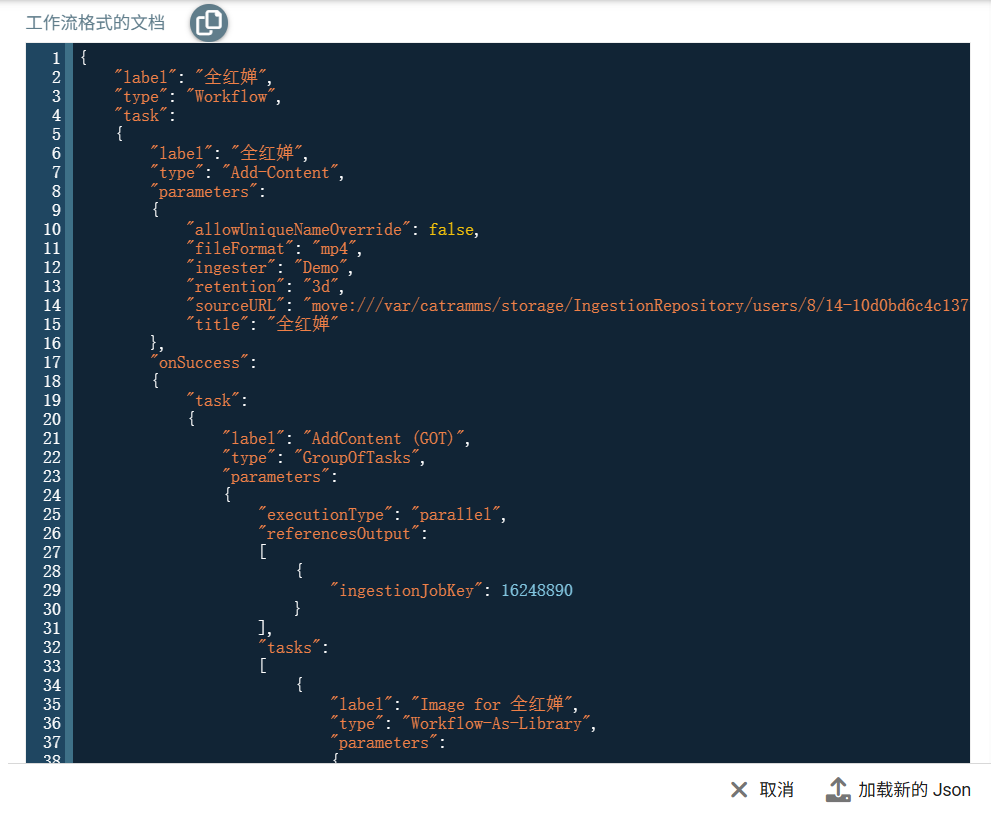 工作流格式的文档
1 {
2 "label": "全红婵",
3 "type": "Workflow",
4 "task":
5 {
6 "label": "全红婵",
7 "type": "Add-Content",
8 "parameters":
9 {
10 "allowUniqueNameOverride": false,
11 "fileFormat": "mp4",
12 "ingester": "Demo",
13 "retention": "3d",
14 "sourceURL": "move:///var/catramms/storage/IngestionRepository/users/8/14-10d0bd6c4c137
15 "title": "全红婵"
16 },
17 "onSuccess":
18 {
19 "task":
20 {
21 "label": "AddContent (GOT)",
22 "type": "GroupOfTasks",
23 "parameters":
24 {
25 "executionType": "parallel",
26 "referencesOutput":
27 [
28 {
29 "ingestionJobKey": 16248890
30 }
31 ],
32 "tasks":
33 [
34 {
35 "label": "Image for 全红婵",
36 "type": "Workflow-As-Library",
37 "parameters":
38 {
取消
加载新的 Json